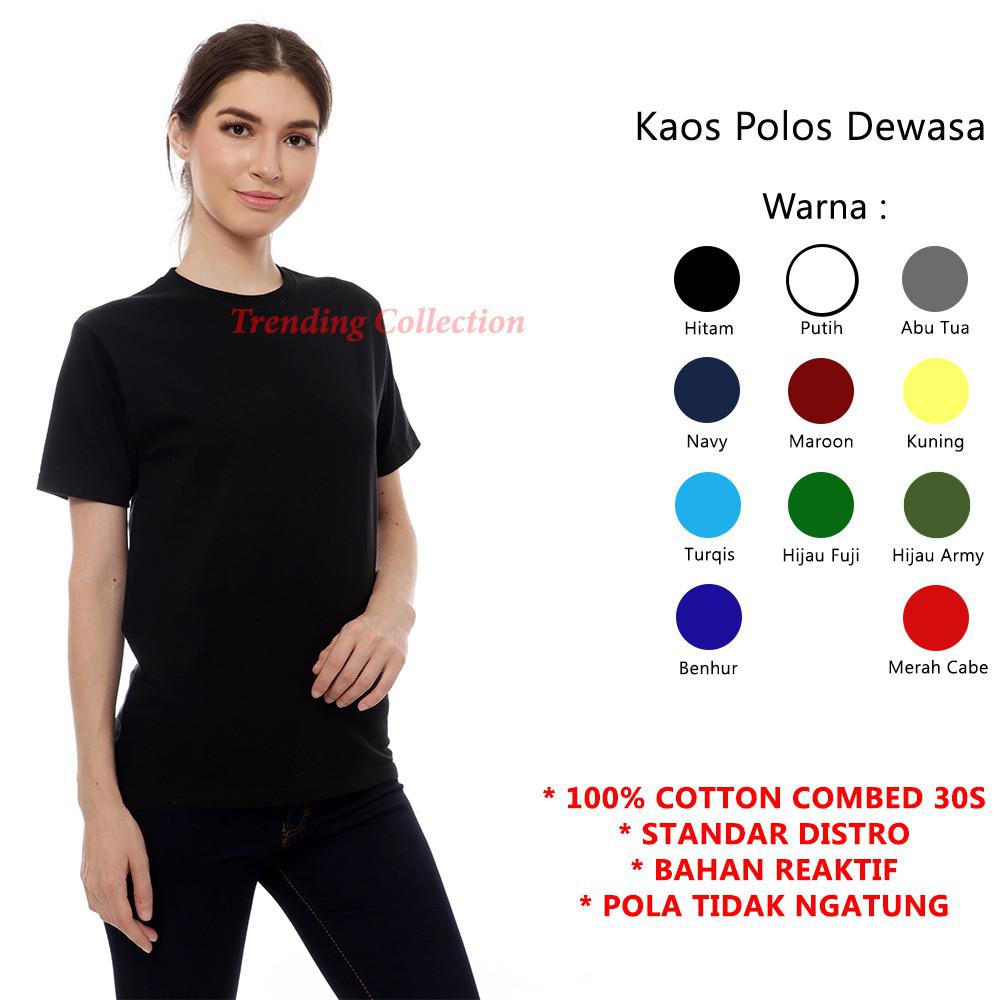 Kaos Polos Dewasa
Warna :
Hitam Putih Abu Tua
Trending Collection
Navy Maroon Kuning
Turqis Hijau Fuji Hijau Army
Benhur Merah Cabe
* 100% COTTON COMBED 30S
* STANDAR DISTRO
* BAHAN REAKTIF
* POLA TIDAK NGATUNG